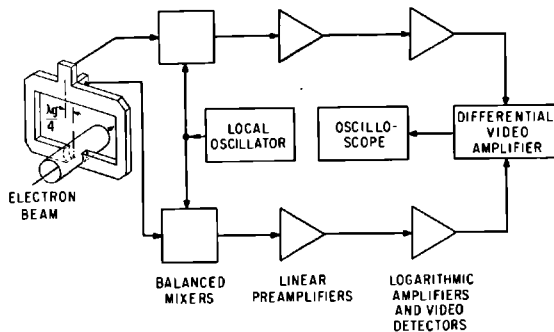 λg
4
ELECTRON
BEAM
LOCAL
OSCILLATOR
OSCILLO-
SCOPE
DIFFERENTIAL
VIDEO
AMPLIFIER
BALANCED
MIXERS
LINEAR
PREAMPLIFIERS
LOGARITHMIC
AMPLIFIERS
AND VIDEO
DETECTORS